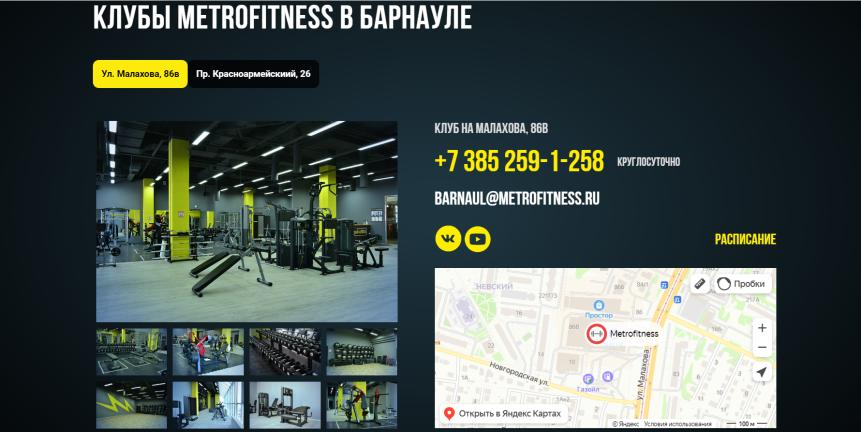 КЛУБЫ METROFITNESS В БАРНАУЛЕ
Ул. Малахова, 86в
Пр. Красноармейский, 26
КЛУБ НА МАЛАХОВА, 86В
+7 385 259-1-258 КРУГЛОСУТОЧНО
BARNAUL@METROFITNESS.RU
РАСПИСАНИЕ
.НЕВСКИЙ
Пробки
Простор
Metrofitness
+
−
Новгородская ул.
Газойл
ул. Малахова
Открыть в Яндекс Картах
© Яндекс Условия использования
100 м